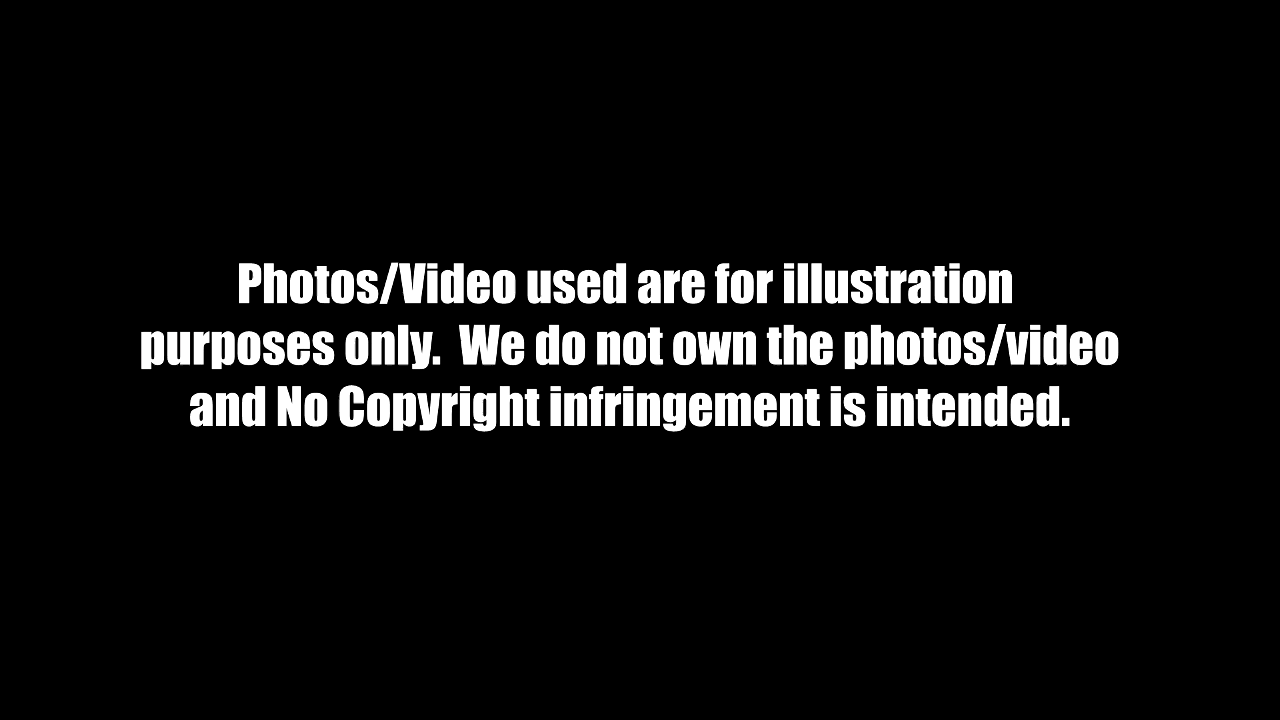 Photos/Video used are for illustration
purposes only.  We do not own the photos/video
and No Copyright infringement is intended.